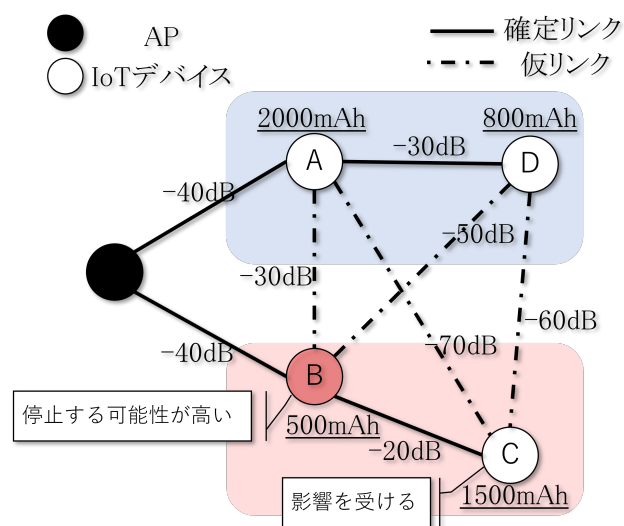 AP
確定リンク
IoTデバイス
仮リンク
2000mAh
800mAh
A
-30dB
D
-40dB
-50dB
-30dB
-60dB
-40dB
-70dB
B
停止する可能性が高い
500mAh
-20dB
C
影響を受ける
1500mAh